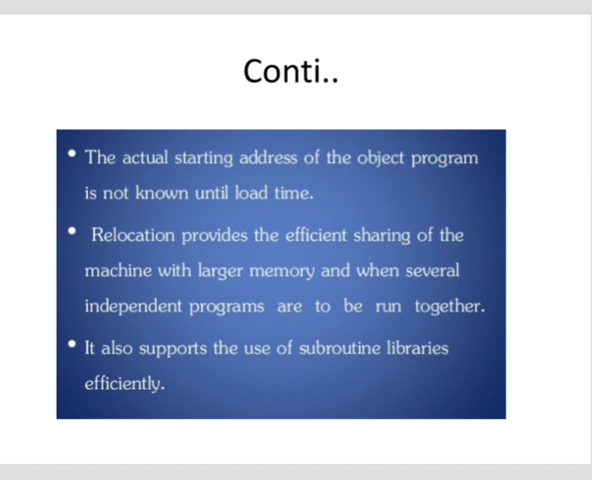 Conti..
• The actual starting address of the object program
is not known until load time.
• Relocation provides the efficient sharing of the
machine with larger memory and when several
independent programs are to be run together.
• It also supports the use of subroutine libraries
efficiently.